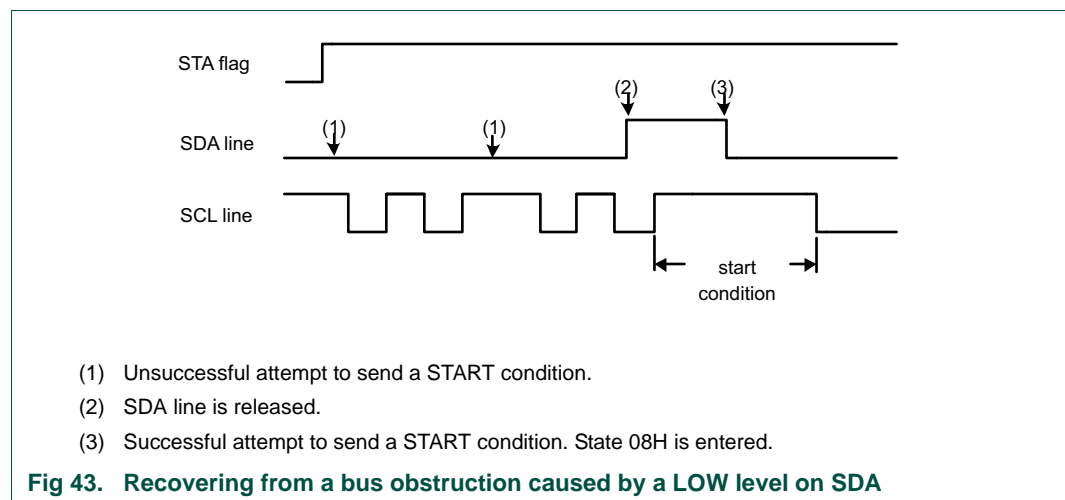 STA flag
(2) (3)
(1) (1)
SDA line
SCL line
start
condition
(1) Unsuccessful attempt to send a START condition.
(2) SDA line is released.
(3) Successful attempt to send a START condition. State 08H is entered.
Fig 43. Recovering from a bus obstruction caused by a LOW level on SDA